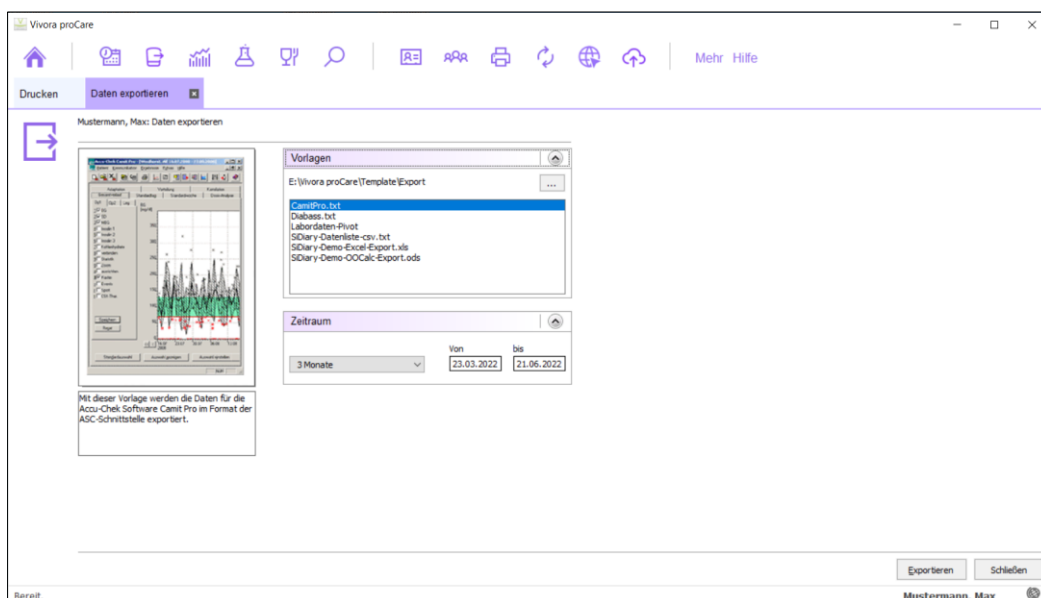 Vivora proCare
Mehr Hilfe
Drucken
Daten exportieren
Mustermann, Max: Daten exportieren
Vorlagen
E:\Vivora proCare\Template\Export
...
CamitPro.txt
Diabass.txt
Labordaten-Pivot
SiDiary-Datenliste-csv.txt
SiDiary-Demo-Excel-Export.xls
SiDiary-Demo-OOCalc-Export.ods
Zeitraum
Von bis
3 Monate 23.03.2022 21.06.2022
Mit dieser Vorlage werden die Daten für die
Accu-Chek Software Camit Pro im Format der
ASC-Schnittstelle exportiert.
Exportieren Schließen
Bereit Mustermann, Max